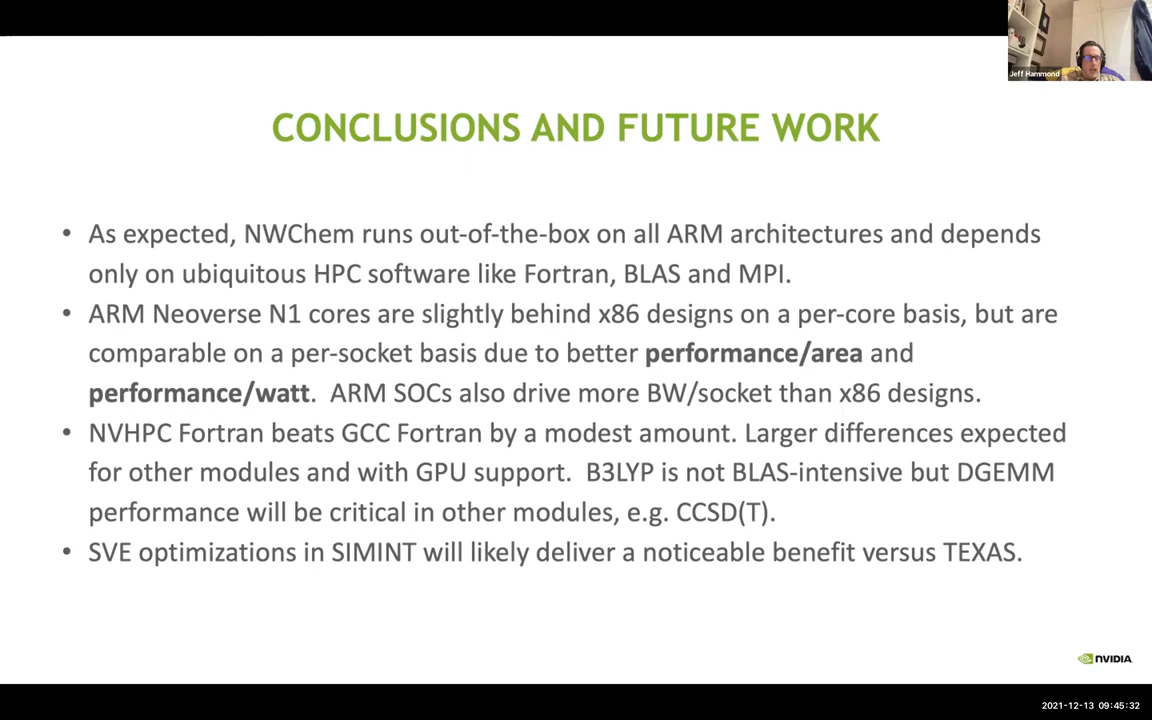 Jeff Hammond
CONCLUSIONS AND FUTURE WORK
• As expected, NWChem runs out-of-the-box on all ARM architectures and depends
only on ubiquitous HPC software like Fortran, BLAS and MPI.
• ARM Neoverse N1 cores are slightly behind x86 designs on a per-core basis, but are
comparable on a per-socket basis due to better performance/area and
performance/watt.  ARM SOCs also drive more BW/socket than x86 designs.
• NVHPC Fortran beats GCC Fortran by a modest amount. Larger differences expected
for other modules and with GPU support.  B3LYP is not BLAS-intensive but DGEMM
performance will be critical in other modules, e.g. CCSD(T).
• SVE optimizations in SIMINT will likely deliver a noticeable benefit versus TEXAS.
NVIDIA.
2021-12-13 09:45:32